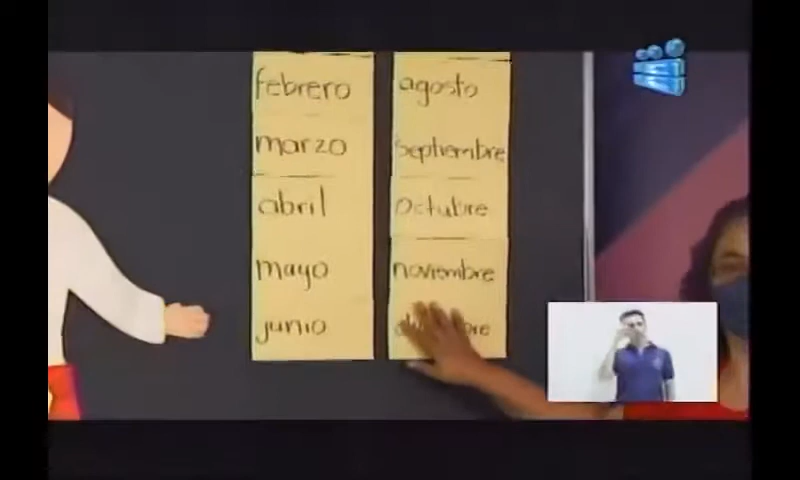 febrero
marzo
abril
mayo
junio
agosto
septiembre
octubre
noviembre